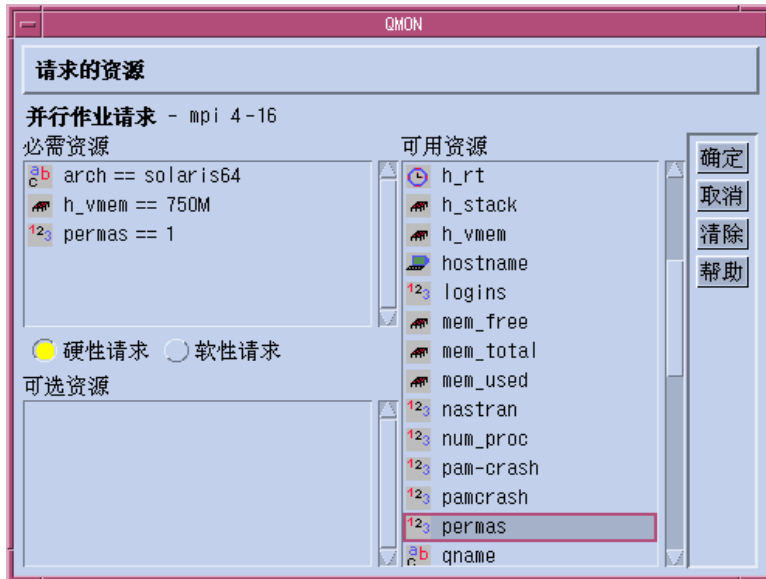 QMON
请求的资源
并行作业请求 - mpi 4-16
必需资源
arch == solaris64
h_vmem == 750M
permas == 1
硬性请求 软性请求
可选资源
可用资源
h_rt
h_stack
h_vmem
hostname
logins
mem_free
mem_total
mem_used
nastran
num_proc
pam-crash
pamcrash
permas
qname
确定
取消
清除
帮助